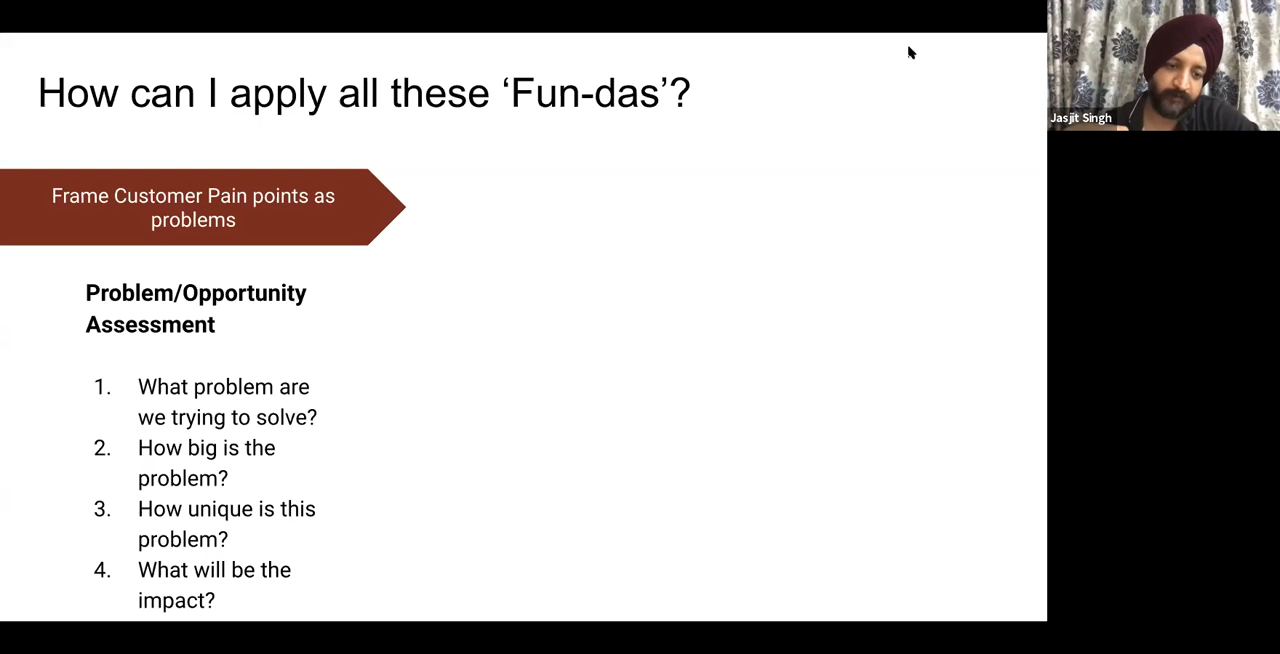 How can I apply all these ‘Fun-das’?
Jasjit Singh
Frame Customer Pain points as
problems
Problem/Opportunity
Assessment
1. What problem are
we trying to solve?
2. How big is the
problem?
3. How unique is this
problem?
4. What will be the
impact?